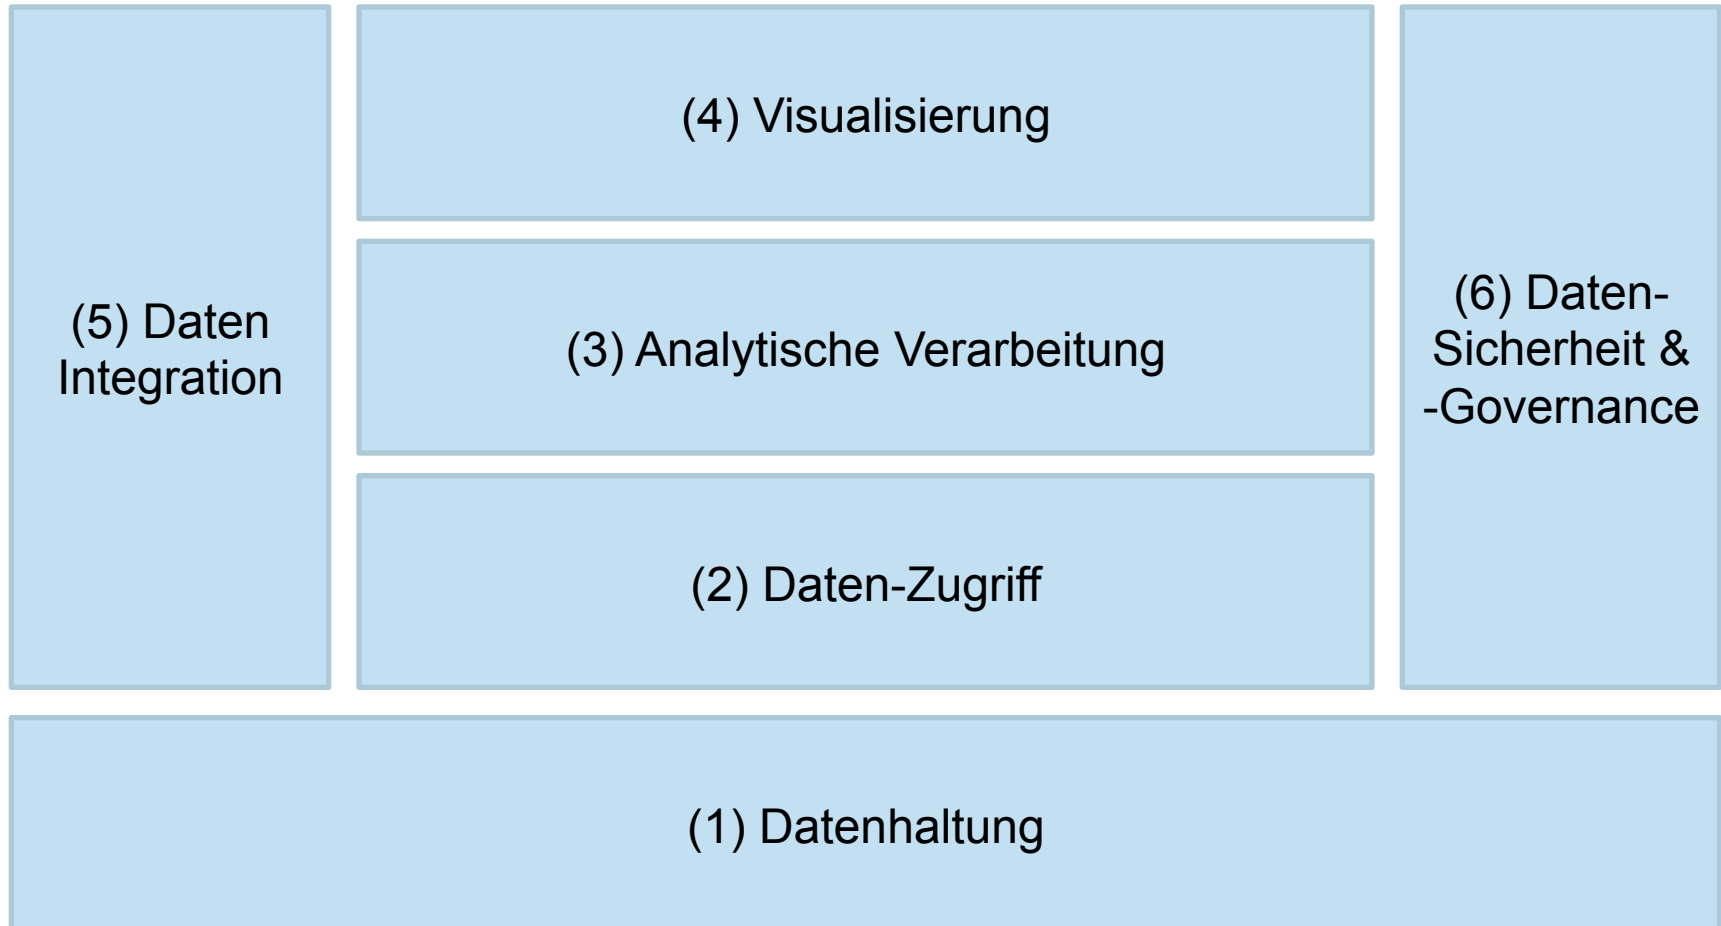 (4) Visualisierung
(5) Daten
Integration
(3) Analytische Verarbeitung
(6) Daten-
Sicherheit &
-Governance
(2) Daten-Zugriff
(1) Datenhaltung